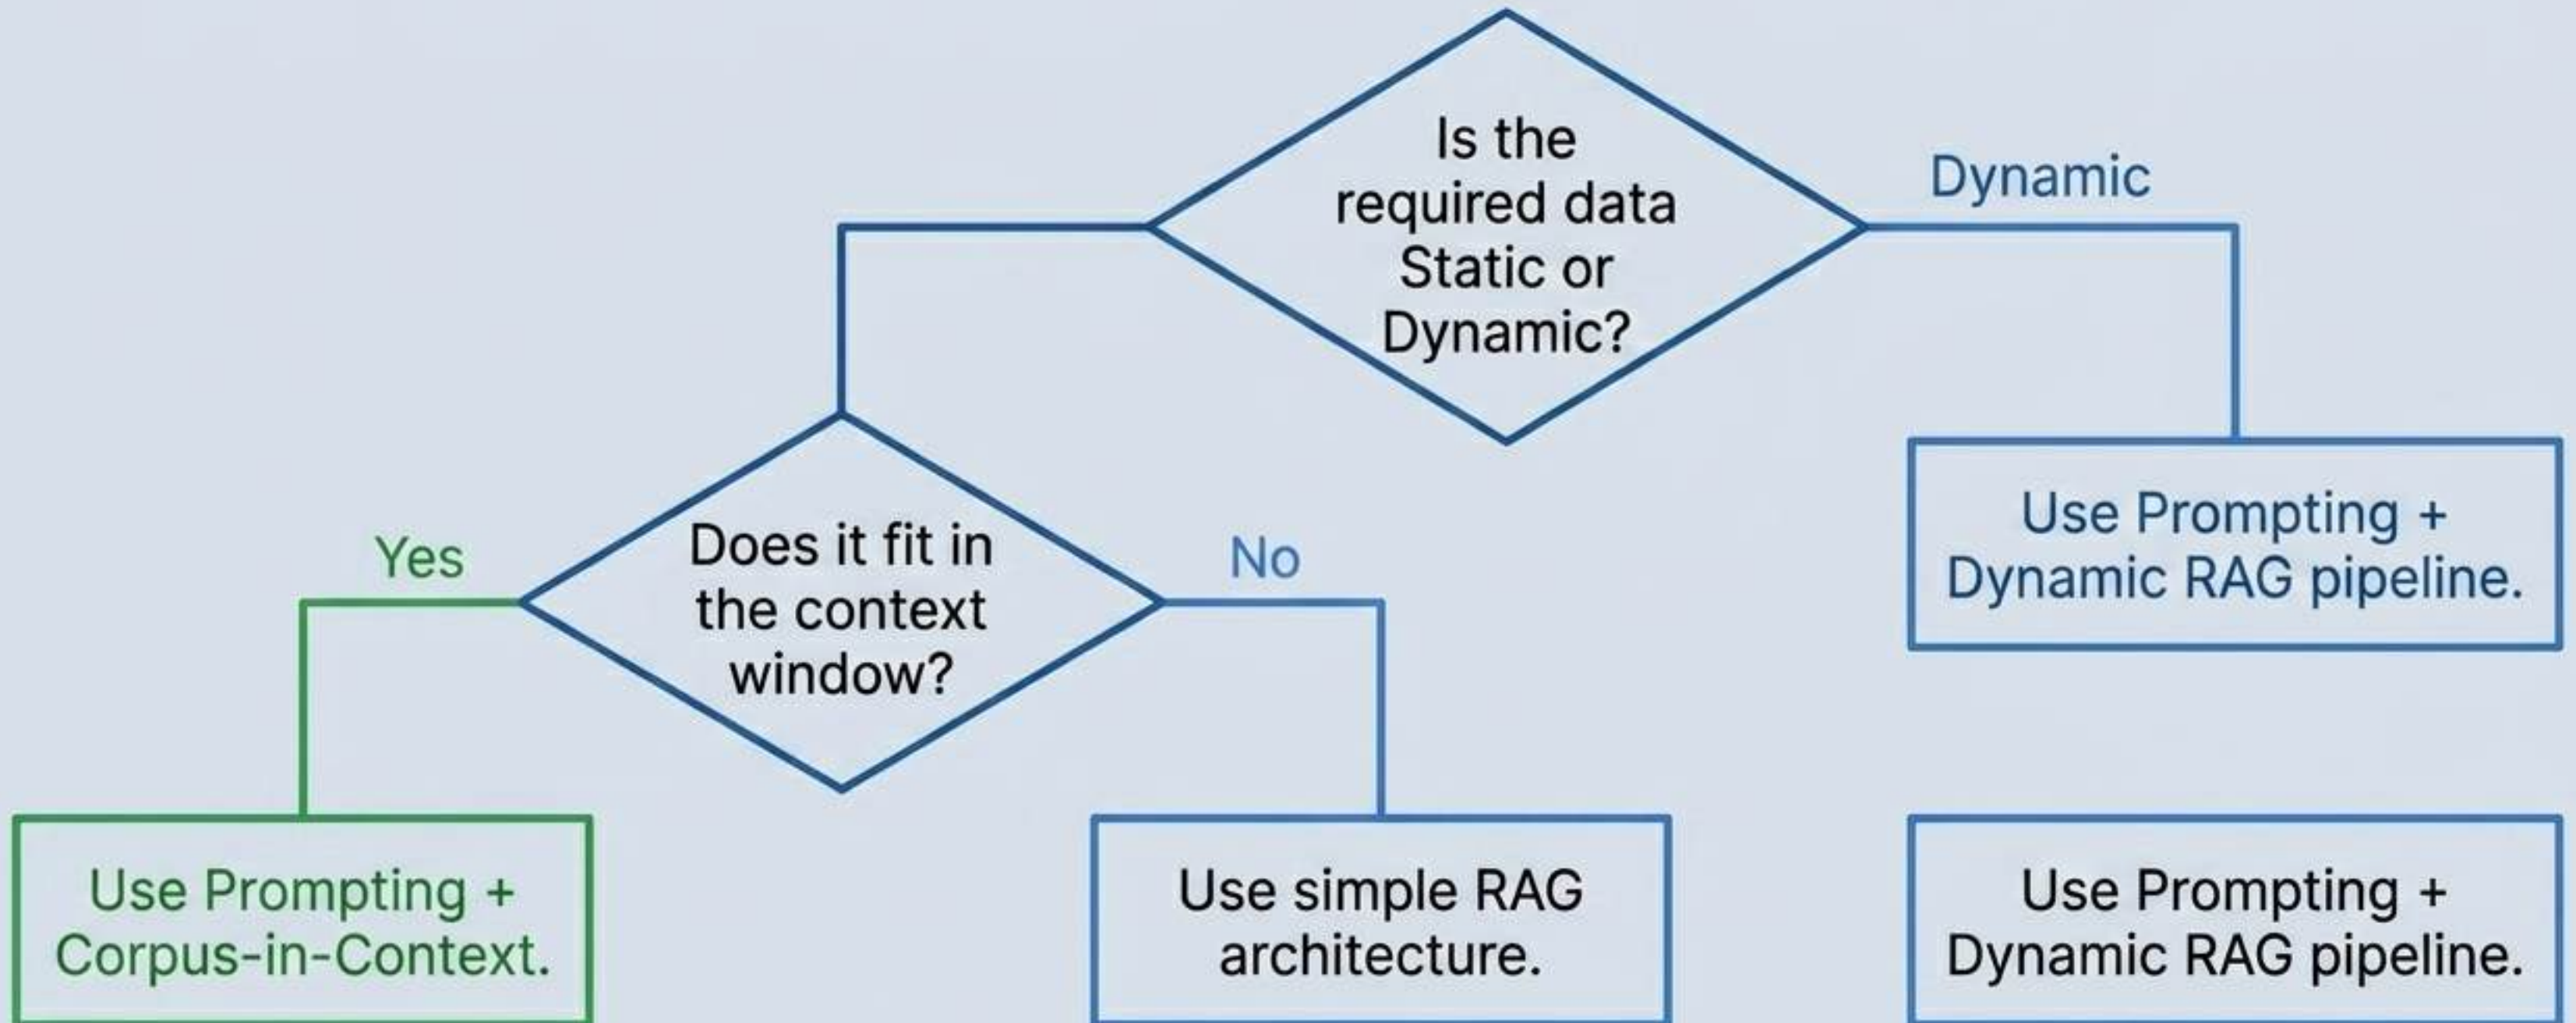 Is the
required data
Static or
Dynamic?
Dynamic
Does it fit in
the context
window?
Yes
No
Use Prompting +
Dynamic RAG pipeline.
Use Prompting +
Corpus-in-Context.
Use simple RAG
architecture.
Use Prompting +
Dynamic RAG pipeline.